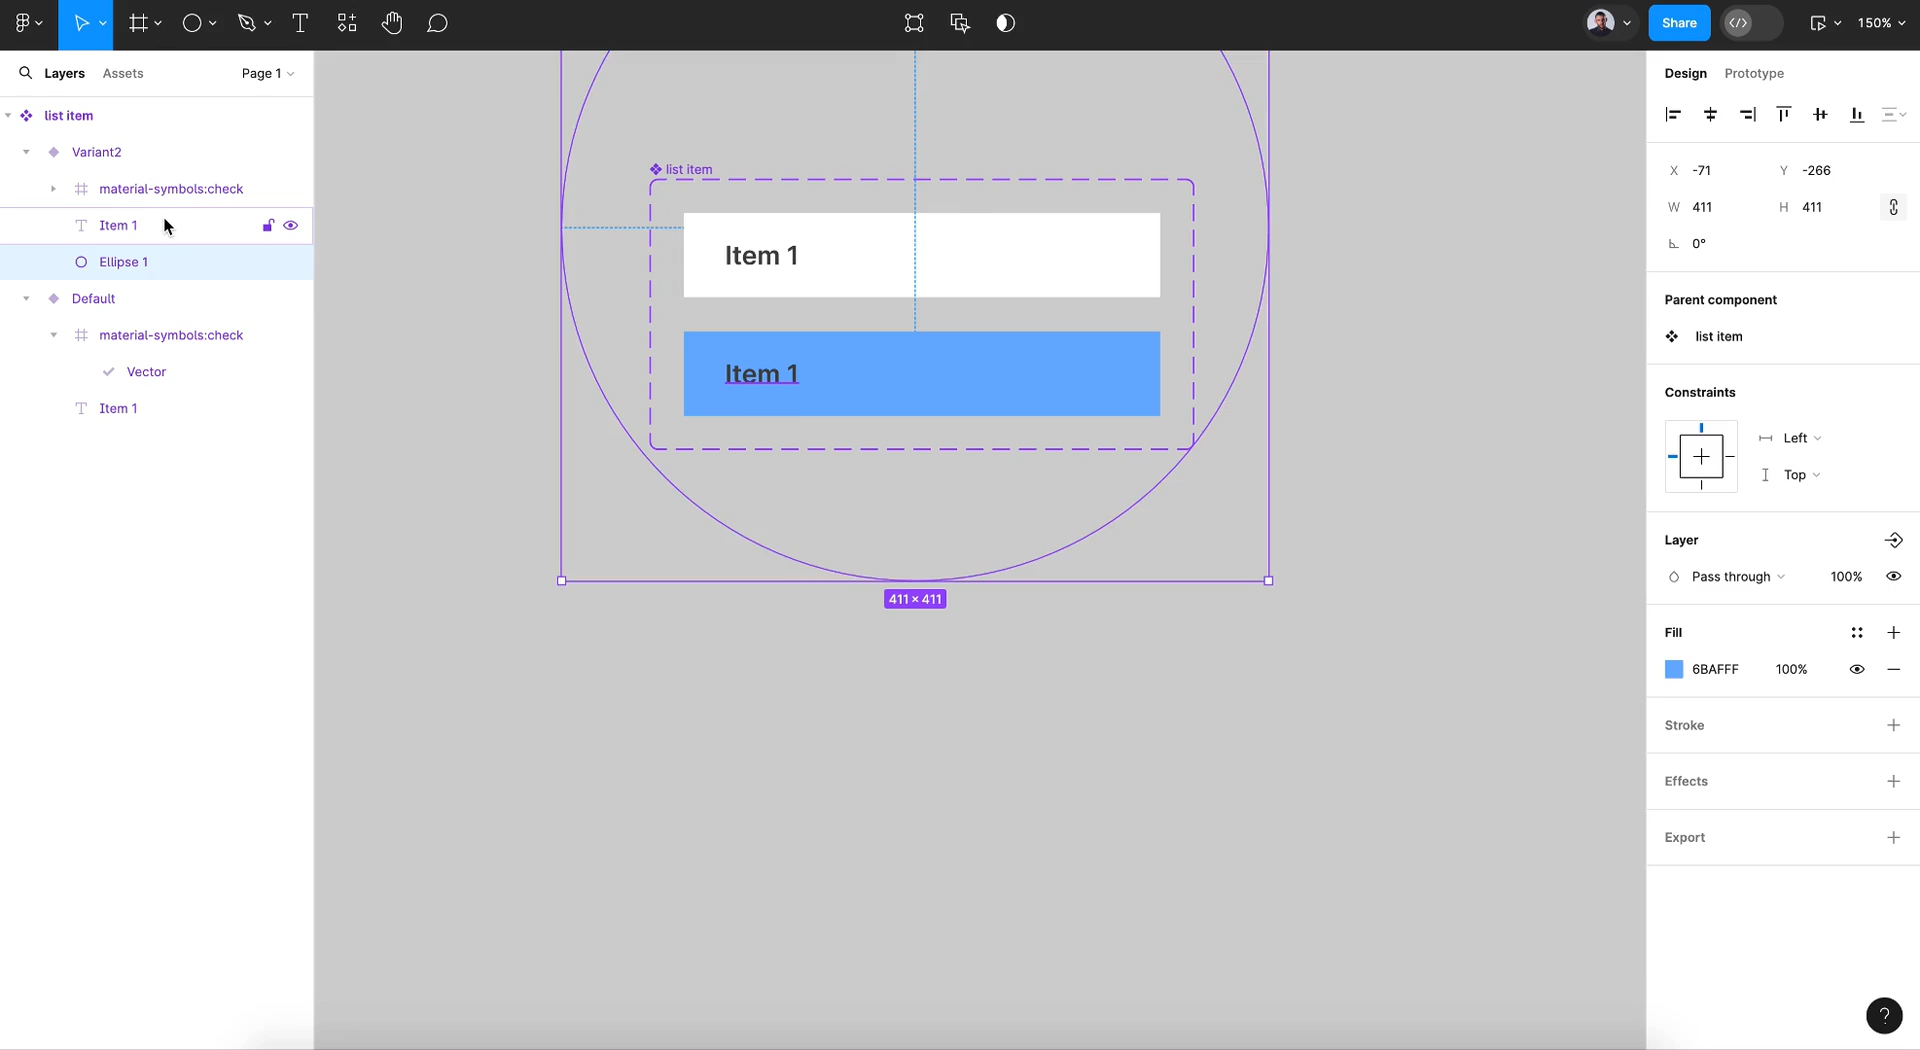 Share
150%
Layers
Assets
Page 1
Design
Prototype
list item
Variant2
material-symbols:check
Item 1
Ellipse 1
Default
material-symbols:check
Vector
Item 1
list item
Item 1
Item 1
411 × 411
X -71
Y -266
W 411
H 411
0°
Parent component
list item
Constraints
Left
Top
Layer
Pass through
100%
Fill
6BAFFF
100%
Stroke
Effects
Export
?